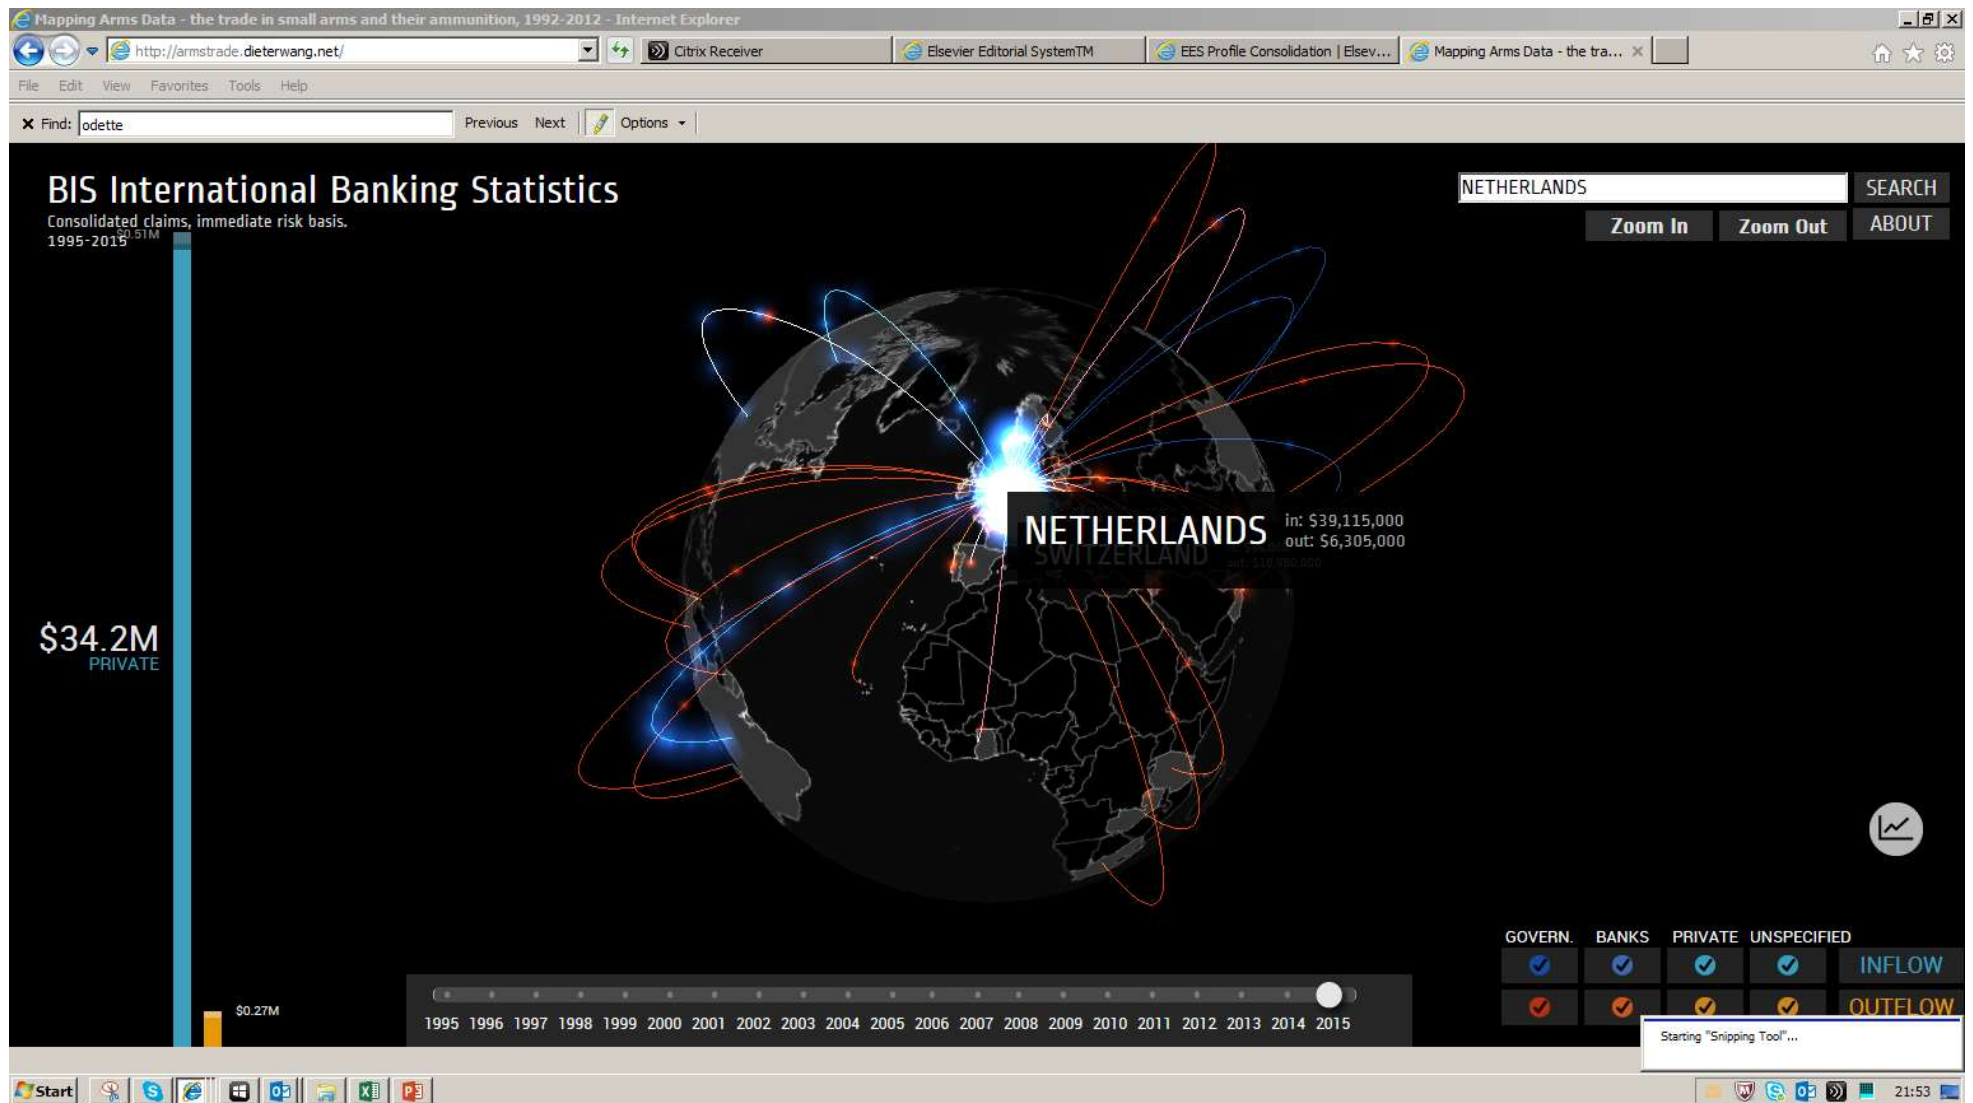 Mapping Arms Data - the trade in small arms and their ammunition, 1992-2012 - Internet Explorer
http://armstrade.dieterwang.net/
Citrix Receiver
Elsevier Editorial SystemTM
EES Profile Consolidation | Elsev...
Mapping Arms Data - the tra...
File Edit View Favorites Tools Help
Find: odette
Previous Next Options
BIS International Banking Statistics
Consolidated claims, immediate risk basis.
1995-2015
$0.51M
NETHERLANDS
SEARCH
Zoom In
Zoom Out
ABOUT
NETHERLANDS
in: $39,115,000
out: $6,305,000
SWITZERLAND
$34.2M
PRIVATE
$0.27M
GOVERN. BANKS PRIVATE UNSPECIFIED
INFLOW
OUTFLOW
1995 1996 1997 1998 1999 2000 2001 2002 2003 2004 2005 2006 2007 2008 2009 2010 2011 2012 2013 2014 2015
Starting "Snipping Tool"...
Start
21:53